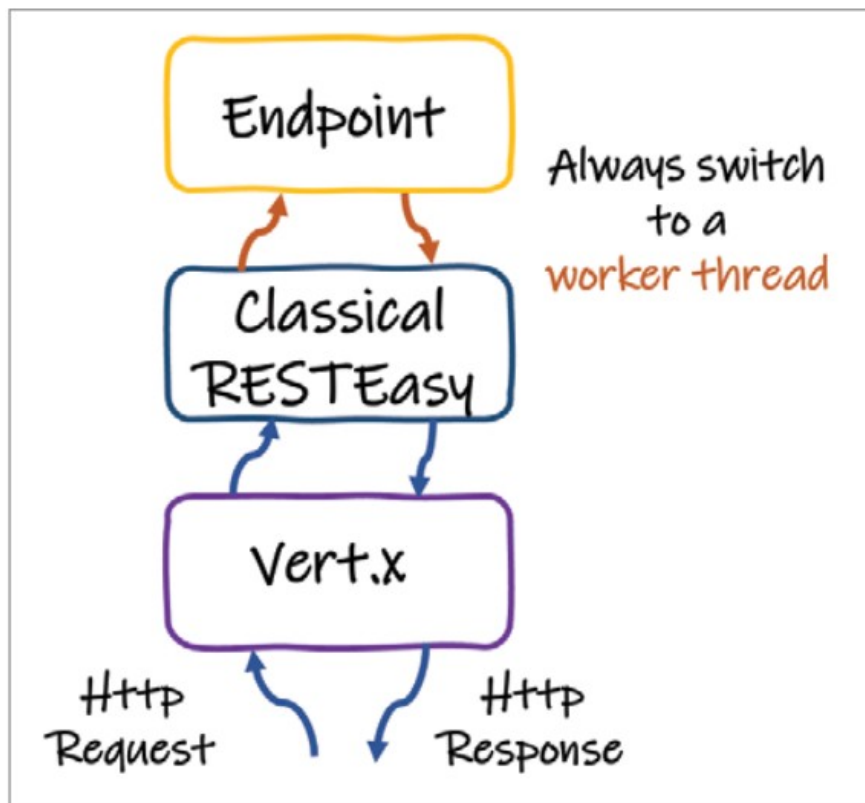 Endpoint
Always switch
to a
worker thread
Classical
RESTEasy
Vert.x
Http
Request
Http
Response